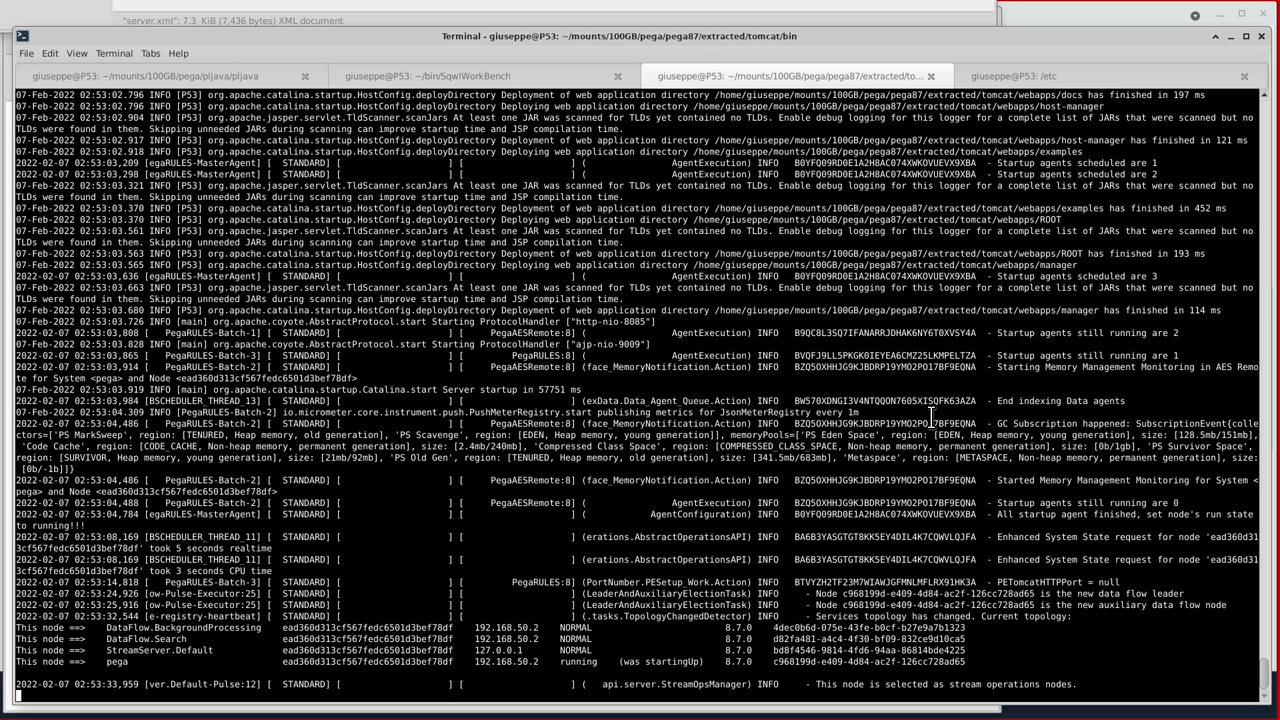 "server.xml": 7.3 KiB (7,436 bytes) XML document
Terminal - giuseppe@P53: ~/mounts/100GB/pega/pega87/extracted/tomcat/bin
File Edit View Terminal Tabs Help
giuseppe@P53: ~/mounts/100GB/pega/pljava/pljava × giuseppe@P53: ~/bin/SqwlWorkBench × giuseppe@P53: ~/mounts/100GB/pega/pega87/extracted/to... × giuseppe@P53: /etc ×
07-Feb-2022 02:53:02.796 INFO [P53] org.apache.catalina.startup.HostConfig.deployDirectory Deployment of web application directory /home/giuseppe/mounts/100GB/pega/pega87/extracted/tomcat/webapps/docs has finished in 197 ms
07-Feb-2022 02:53:02.796 INFO [P53] org.apache.catalina.startup.HostConfig.deployDirectory Deploying web application directory /home/giuseppe/mounts/100GB/pega/pega87/extracted/tomcat/webapps/host-manager
07-Feb-2022 02:53:02.904 INFO [P53] org.apache.jasper.servlet.TldScanner.scanJars At least one JAR was scanned for TLDs yet contained no TLDs. Enable debug logging for this logger for a complete list of JARs that were scanned but no
TLDs were found in them. Skipping unneeded JARs during scanning can improve startup time and JSP compilation time.
07-Feb-2022 02:53:02.917 INFO [P53] org.apache.catalina.startup.HostConfig.deployDirectory Deployment of web application directory /home/giuseppe/mounts/100GB/pega/pega87/extracted/tomcat/webapps/host-manager has finished in 121 ms
07-Feb-2022 02:53:02.918 INFO [P53] org.apache.catalina.startup.HostConfig.deployDirectory Deploying web application directory /home/giuseppe/mounts/100GB/pega/pega87/extracted/tomcat/webapps/examples
2022-02-07 02:53:03,209 [egaRULES-MasterAgent] [ STANDARD] [ ] [ ] ( AgentExecution) INFO B0YFQ09RD0E1A2H8AC074XWKOVUEVX9XBA - Startup agents scheduled are 1
2022-02-07 02:53:03,298 [egaRULES-MasterAgent] [ STANDARD] [ ] [ ] ( AgentExecution) INFO B0YFQ09RD0E1A2H8AC074XWKOVUEVX9XBA - Startup agents scheduled are 2
07-Feb-2022 02:53:03.321 INFO [P53] org.apache.jasper.servlet.TldScanner.scanJars At least one JAR was scanned for TLDs yet contained no TLDs. Enable debug logging for this logger for a complete list of JARs that were scanned but no
TLDs were found in them. Skipping unneeded JARs during scanning can improve startup time and JSP compilation time.
07-Feb-2022 02:53:03.370 INFO [P53] org.apache.catalina.startup.HostConfig.deployDirectory Deployment of web application directory /home/giuseppe/mounts/100GB/pega/pega87/extracted/tomcat/webapps/examples has finished in 452 ms
07-Feb-2022 02:53:03.370 INFO [P53] org.apache.catalina.startup.HostConfig.deployDirectory Deploying web application directory /home/giuseppe/mounts/100GB/pega/pega87/extracted/tomcat/webapps/ROOT
07-Feb-2022 02:53:03.561 INFO [P53] org.apache.jasper.servlet.TldScanner.scanJars At least one JAR was scanned for TLDs yet contained no TLDs. Enable debug logging for this logger for a complete list of JARs that were scanned but no
TLDs were found in them. Skipping unneeded JARs during scanning can improve startup time and JSP compilation time.
07-Feb-2022 02:53:03.563 INFO [P53] org.apache.catalina.startup.HostConfig.deployDirectory Deployment of web application directory /home/giuseppe/mounts/100GB/pega/pega87/extracted/tomcat/webapps/ROOT has finished in 193 ms
07-Feb-2022 02:53:03.565 INFO [P53] org.apache.catalina.startup.HostConfig.deployDirectory Deploying web application directory /home/giuseppe/mounts/100GB/pega/pega87/extracted/tomcat/webapps/manager
2022-02-07 02:53:03,636 [egaRULES-MasterAgent] [ STANDARD] [ ] [ ] ( AgentExecution) INFO B0YFQ09RD0E1A2H8AC074XWKOVUEVX9XBA - Startup agents scheduled are 3
07-Feb-2022 02:53:03.663 INFO [P53] org.apache.jasper.servlet.TldScanner.scanJars At least one JAR was scanned for TLDs yet contained no TLDs. Enable debug logging for this logger for a complete list of JARs that were scanned but no
TLDs were found in them. Skipping unneeded JARs during scanning can improve startup time and JSP compilation time.
07-Feb-2022 02:53:03.680 INFO [P53] org.apache.catalina.startup.HostConfig.deployDirectory Deployment of web application directory /home/giuseppe/mounts/100GB/pega/pega87/extracted/tomcat/webapps/manager has finished in 114 ms
07-Feb-2022 02:53:03.726 INFO [main] org.apache.coyote.AbstractProtocol.start Starting ProtocolHandler ["http-nio-8085"]
2022-02-07 02:53:03,808 [ PegaRULES-Batch-1] [ STANDARD] [ ] [ PegaAESRemote:8] ( AgentExecution) INFO B9QC8L3SQ7IFANARRJDHAK6NY6T0XVSY4A - Startup agents still running are 2
07-Feb-2022 02:53:03.828 INFO [main] org.apache.coyote.AbstractProtocol.start Starting ProtocolHandler ["ajp-nio-9009"]
2022-02-07 02:53:03,865 [ PegaRULES-Batch-3] [ STANDARD] [ ] [ PegaRULES:8] ( AgentExecution) INFO BVQFJ9LL5PKGK0IEYEA6CMZ25LKMPELTZA - Startup agents still running are 1
2022-02-07 02:53:03,914 [ PegaRULES-Batch-2] [ STANDARD] [ ] [ PegaAESRemote:8] (face_MemoryNotification.Action) INFO BZQ5OXHHJG9KJBDRP19YMO2PO17BF9EQNA - Starting Memory Management Monitoring in AES Remo
te for System <pega> and Node <ead360d313cf567fedc6501d3bef78df>
07-Feb-2022 02:53:03.919 INFO [main] org.apache.catalina.startup.Catalina.start Server startup in 57751 ms
2022-02-07 02:53:03,984 [BSCHEDULER_THREAD_13] [ STANDARD] [ ] [ ] (exData.Data_Agent_Queue.Action) INFO BW570XDNGI3V4NTQQON7605XISQFK63AZA - End indexing Data agents
07-Feb-2022 02:53:04.309 INFO [PegaRULES-Batch-2] io.micrometer.core.instrument.push.PushMeterRegistry.start publishing metrics for JsonMeterRegistry every 1m
2022-02-07 02:53:04,486 [ PegaRULES-Batch-2] [ STANDARD] [ ] [ PegaAESRemote:8] (face_MemoryNotification.Action) INFO BZQ5OXHHJG9KJBDRP19YMO2PO17BF9EQNA - GC Subscription happened: SubscriptionEvent{colle
ctors=['PS MarkSweep', region: [TENURED, Heap memory, old generation], 'PS Scavenge', region: [EDEN, Heap memory, young generation]], memoryPools=['PS Eden Space', region: [EDEN, Heap memory, young generation], size: [128.5mb/151mb],
'Code Cache', region: [CODE_CACHE, Non-heap memory, permanent generation], size: [2.4mb/240mb], 'Compressed Class Space', region: [COMPRESSED_CLASS_SPACE, Non-heap memory, permanent generation], size: [0b/1gb], 'PS Survivor Space',
region: [SURVIVOR, Heap memory, young generation], size: [21mb/92mb], 'PS Old Gen', region: [TENURED, Heap memory, old generation], size: [341.5mb/683mb], 'Metaspace', region: [METASPACE, Non-heap memory, permanent generation], size:
[0b/-1b]]}
2022-02-07 02:53:04,486 [ PegaRULES-Batch-2] [ STANDARD] [ ] [ PegaAESRemote:8] (face_MemoryNotification.Action) INFO BZQ5OXHHJG9KJBDRP19YMO2PO17BF9EQNA - Started Memory Management Monitoring for System <
pega> and Node <ead360d313cf567fedc6501d3bef78df>
2022-02-07 02:53:04,488 [ PegaRULES-Batch-2] [ STANDARD] [ ] [ PegaAESRemote:8] ( AgentExecution) INFO BZQ5OXHHJG9KJBDRP19YMO2PO17BF9EQNA - Startup agents still running are 0
2022-02-07 02:53:04,784 [egaRULES-MasterAgent] [ STANDARD] [ ] [ ] ( AgentConfiguration) INFO B0YFQ09RD0E1A2H8AC074XWKOVUEVX9XBA - All startup agent finished, set node's run state
to running!!!
2022-02-07 02:53:08,169 [BSCHEDULER_THREAD_11] [ STANDARD] [ ] [ ] (erations.AbstractOperationsAPI) INFO BA6B3YASGTGT8KK5EY4DIL4K7CQWVLQJFA - Enhanced System State request for node 'ead360d31
3cf567fedc6501d3bef78df' took 5 seconds realtime
2022-02-07 02:53:08,169 [BSCHEDULER_THREAD_11] [ STANDARD] [ ] [ ] (erations.AbstractOperationsAPI) INFO BA6B3YASGTGT8KK5EY4DIL4K7CQWVLQJFA - Enhanced System State request for node 'ead360d31
3cf567fedc6501d3bef78df' took 3 seconds CPU time
2022-02-07 02:53:14,818 [ PegaRULES-Batch-3] [ STANDARD] [ ] [ PegaRULES:8] (PortNumber.PESetup_Work.Action) INFO BTVYZH2TF23M7WIAWJGFMNLMFLRX91HK3A - PETomcatHTTPPort = null
2022-02-07 02:53:24,926 [ow-Pulse-Executor:25] [ STANDARD] [ ] [ ] (LeaderAndAuxiliaryElectionTask) INFO - Node c968199d-e409-4d84-ac2f-126cc728ad65 is the new data flow leader
2022-02-07 02:53:25,916 [ow-Pulse-Executor:25] [ STANDARD] [ ] [ ] (LeaderAndAuxiliaryElectionTask) INFO - Node c968199d-e409-4d84-ac2f-126cc728ad65 is the new auxiliary data flow node
2022-02-07 02:53:32,544 [ e-registry-heartbeat] [ STANDARD] [ ] [ ] (.tasks.TopologyChangedDetector) INFO - Services topology has changed. Current topology:
This node ==> DataFlow.BackgroundProcessing ead360d313cf567fedc6501d3bef78df 192.168.50.2 NORMAL 8.7.0 4dec0b6d-075e-43fe-b0cf-b27e9a7b1323
This node ==> DataFlow.Search ead360d313cf567fedc6501d3bef78df 192.168.50.2 NORMAL 8.7.0 d82fa481-a4c4-4f30-bf09-832ce9d10ca5
This node ==> StreamServer.Default ead360d313cf567fedc6501d3bef78df 127.0.0.1 NORMAL 8.7.0 bd8f4546-9814-4fd6-94aa-86814bde4225
This node ==> pega ead360d313cf567fedc6501d3bef78df 192.168.50.2 running (was startingUp) 8.7.0 c968199d-e409-4d84-ac2f-126cc728ad65
2022-02-07 02:53:33,959 [ver.Default-Pulse:12] [ STANDARD] [ ] [ ] ( api.server.StreamOpsManager) INFO - This node is selected as stream operations nodes.